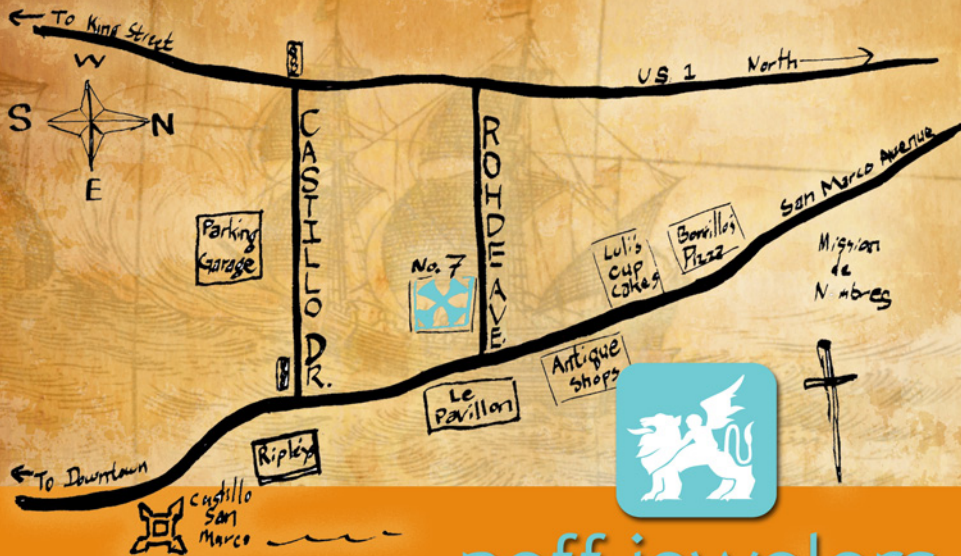 ← To King Street
W
S
N
E
CASTILLO DR.
ROHDE AVE.
US 1 North →
San Marco Avenue
Parking
Garage
No. 7
Luli's
cup
cakes
Borrillo's
Pizza
Mission
de
Nombres
Antique
Shops
Le
Pavillon
Ripleys
← To Downtown
Castillo
San
Marco